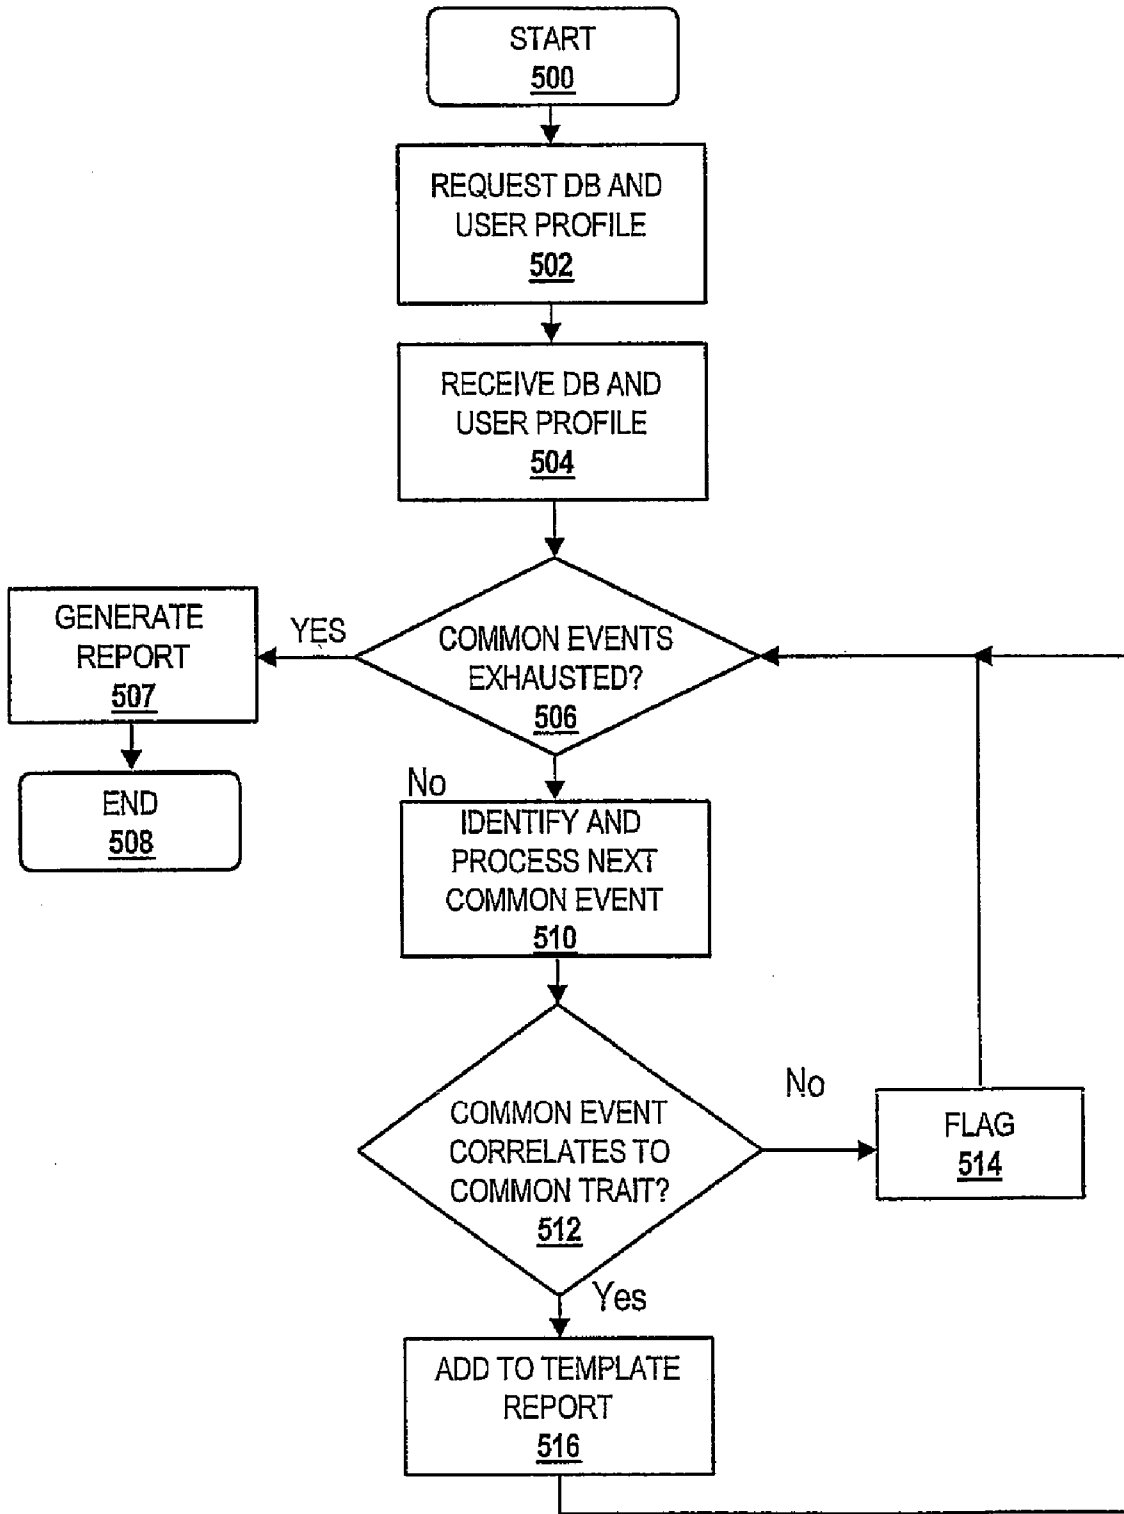 START
500
REQUEST DB AND
USER PROFILE
502
RECEIVE DB AND
USER PROFILE
504
COMMON EVENTS
EXHAUSTED?
506
YES
GENERATE
REPORT
507
END
508
No
IDENTIFY AND
PROCESS NEXT
COMMON EVENT
510
COMMON EVENT
CORRELATES TO
COMMON TRAIT?
512
No
FLAG
514
Yes
ADD TO TEMPLATE
REPORT
516